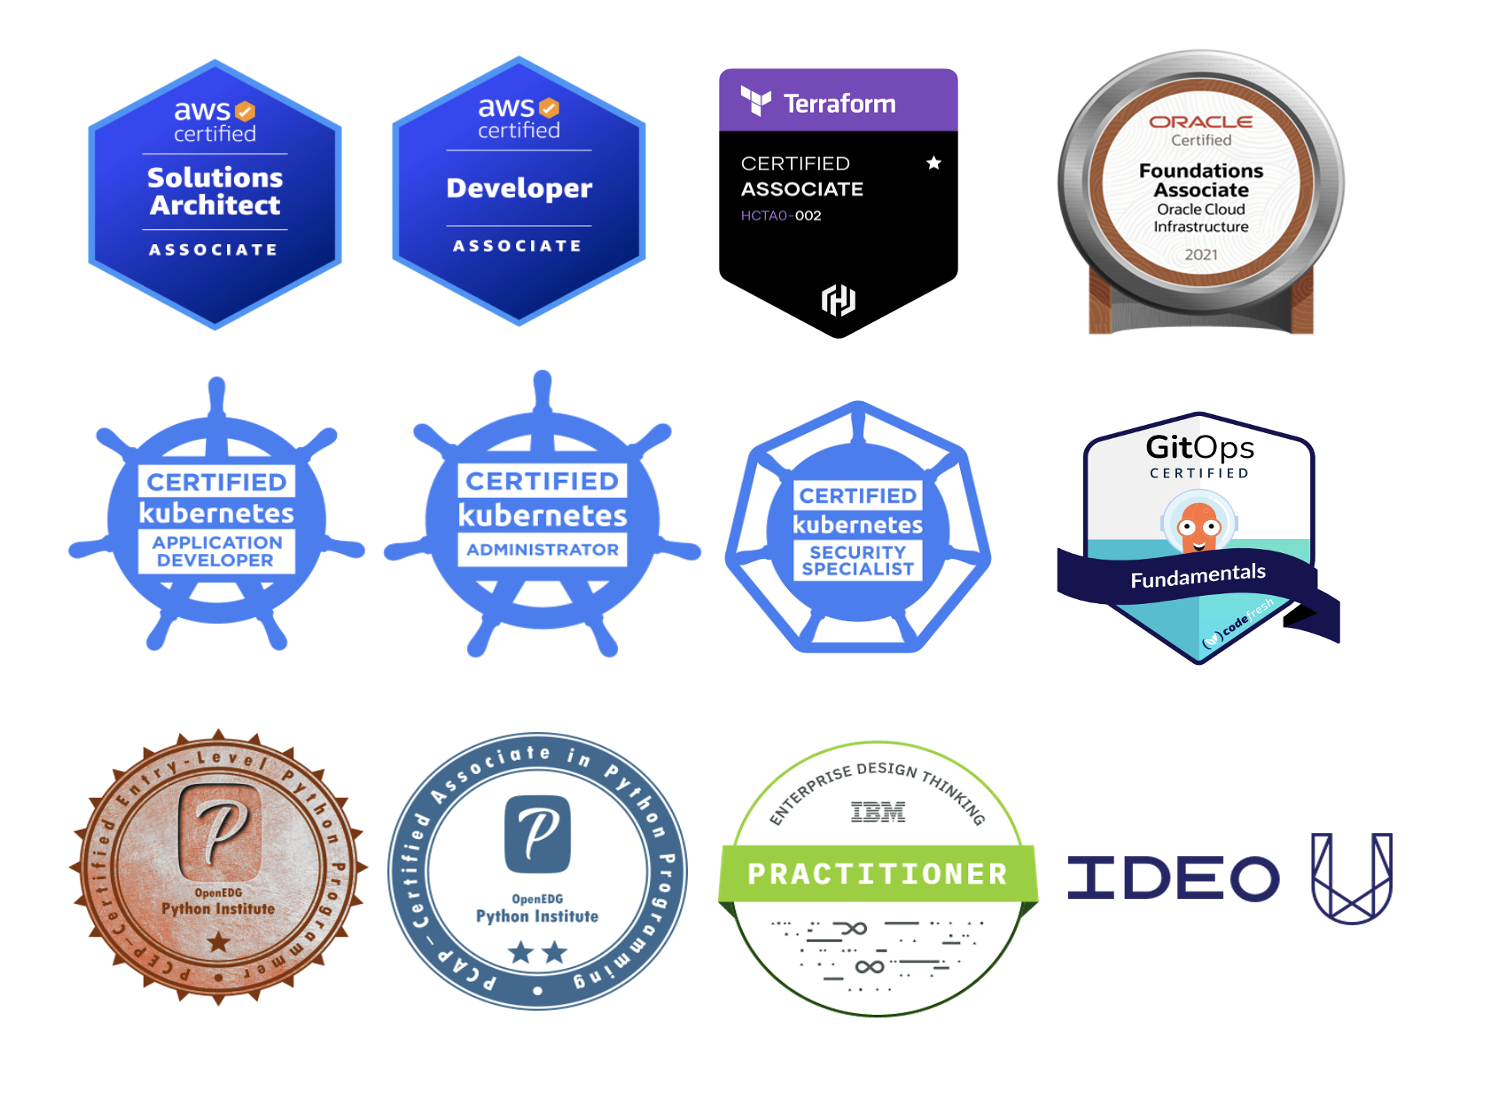 aws
certified
Solutions
Architect
ASSOCIATE
aws
certified
Developer
ASSOCIATE
Terraform
CERTIFIED
ASSOCIATE
HCTA0-002
ORACLE
Certified
Foundations
Associate
Oracle Cloud
Infrastructure
2021
CERTIFIED
kubernetes
APPLICATION
DEVELOPER
CERTIFIED
kubernetes
ADMINISTRATOR
CERTIFIED
kubernetes
SECURITY
SPECIALIST
GitOps
CERTIFIED
Fundamentals
codefresh
PCEP-Certified Entry-Level Python Programmer •
P
OpenEDG
Python Institute
PCAP-Certified Associate in Python Programming •
P
OpenEDG
Python Institute
ENTERPRISE DESIGN THINKING
IBM
PRACTITIONER
IDEO U